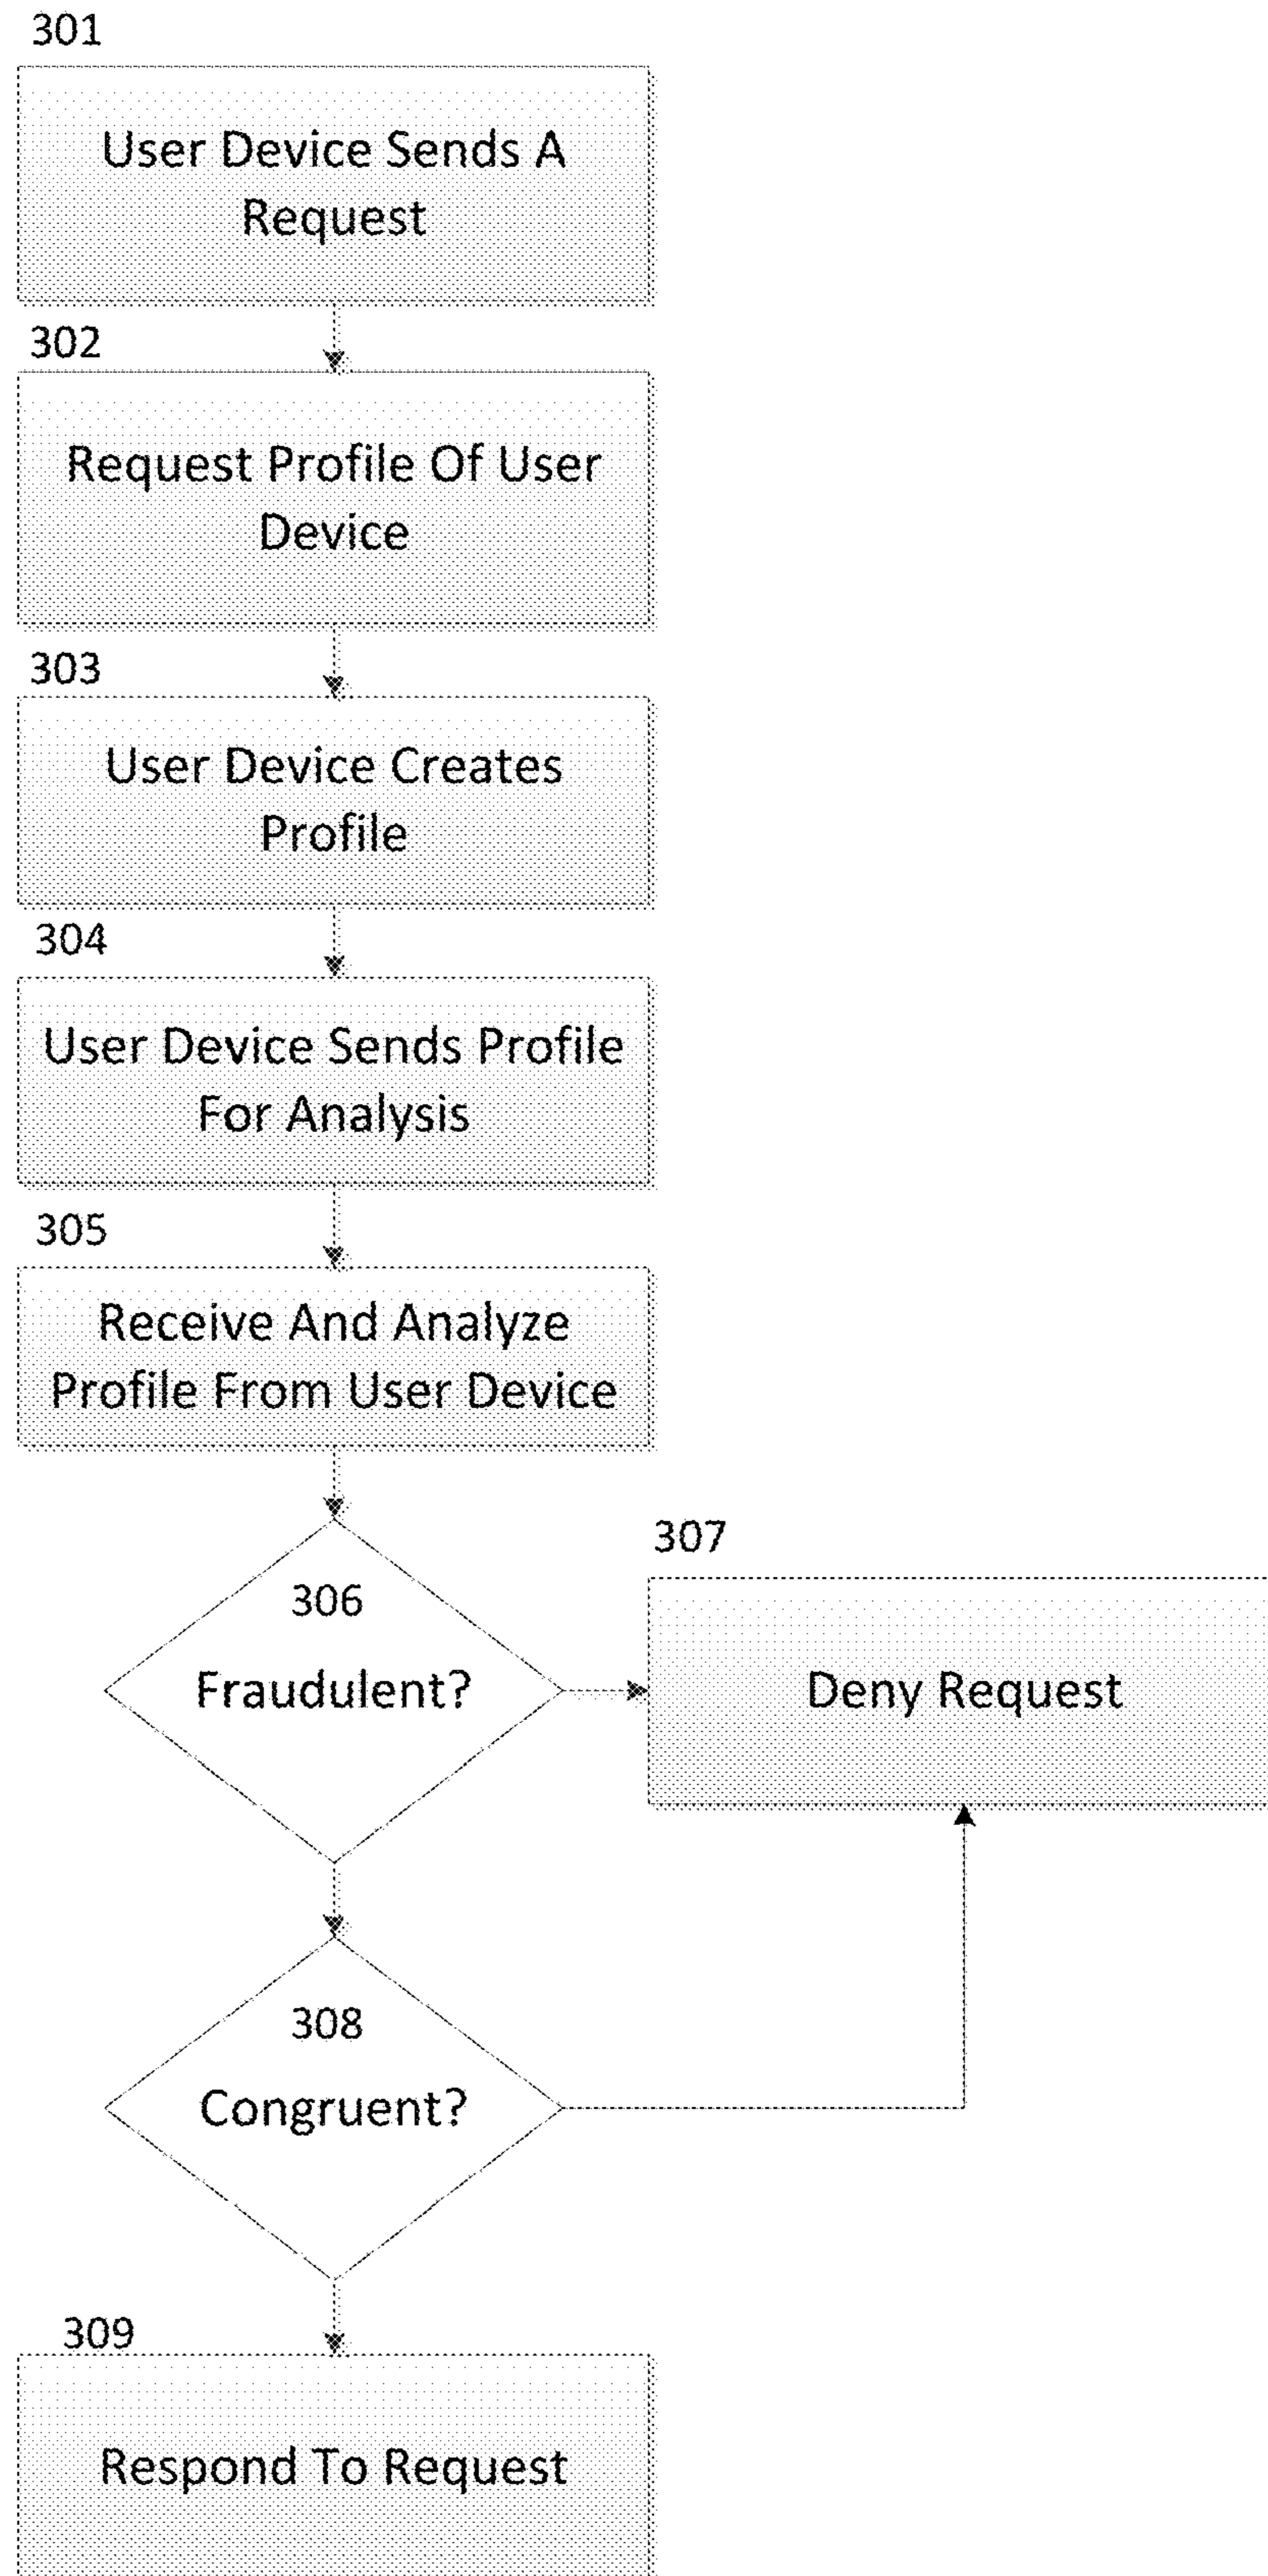 301
User Device Sends A
Request
302
Request Profile Of User
Device
303
User Device Creates
Profile
304
User Device Sends Profile
For Analysis
305
Receive And Analyze
Profile From User Device
306
Fraudulent?
307
Deny Request
308
Congruent?
309
Respond To Request